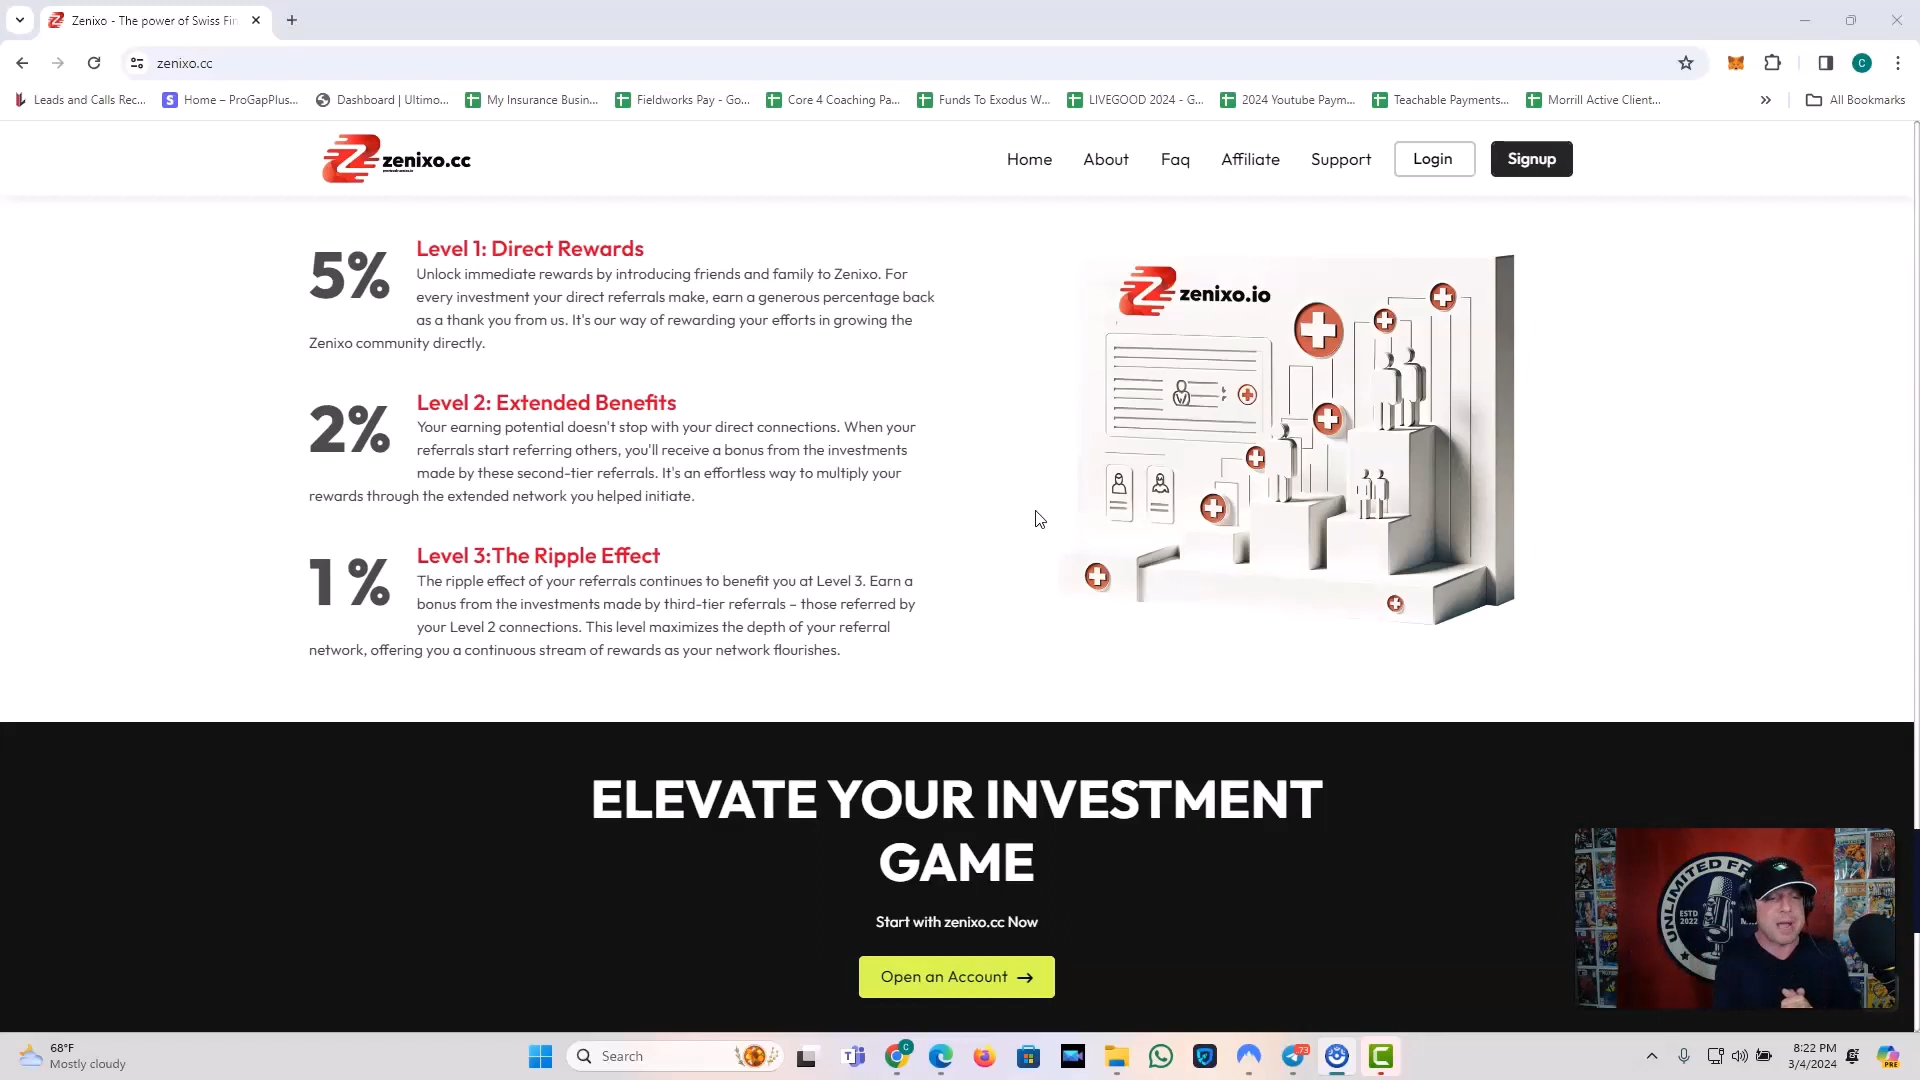 Zenixo - The power of Swiss Fin
zenixo.cc
Leads and Calls Rec...
Home – ProGapPlus...
Dashboard | Ultimo...
My Insurance Busin...
Fieldworks Pay - Go...
Core 4 Coaching Pa...
Funds To Exodus W...
LIVEGOOD 2024 - G...
2024 Youtube Paym...
Teachable Payments...
Morrill Active Client...
All Bookmarks
zenixo.cc
Home
About
Faq
Affiliate
Support
Login
Signup
5%
Level 1: Direct Rewards
Unlock immediate rewards by introducing friends and family to Zenixo. For
every investment your direct referrals make, earn a generous percentage back
as a thank you from us. It's our way of rewarding your efforts in growing the
Zenixo community directly.
2%
Level 2: Extended Benefits
Your earning potential doesn't stop with your direct connections. When your
referrals start referring others, you'll receive a bonus from the investments
made by these second-tier referrals. It's an effortless way to multiply your
rewards through the extended network you helped initiate.
1 %
Level 3:The Ripple Effect
The ripple effect of your referrals continues to benefit you at Level 3. Earn a
bonus from the investments made by third-tier referrals – those referred by
your Level 2 connections. This level maximizes the depth of your referral
network, offering you a continuous stream of rewards as your network flourishes.
zenixo.io
ELEVATE YOUR INVESTMENT
GAME
Start with zenixo.cc Now
Open an Account →
UNLIMITED
ESTD
2022
68°F
Mostly cloudy
Search
73
8:22 PM
3/4/2024